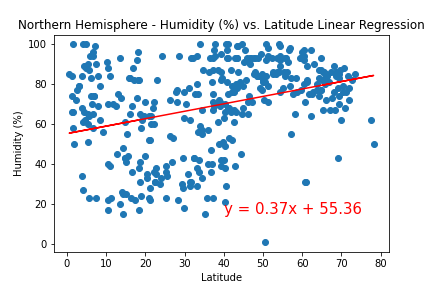 Northern Hemisphere - Humidity (%) vs. Latitude Linear Regression
100
80
60
40
20
0
Humidity (%)
y = 0.37x + 55.36
0 10 20 30 40 50 60 70 80
Latitude